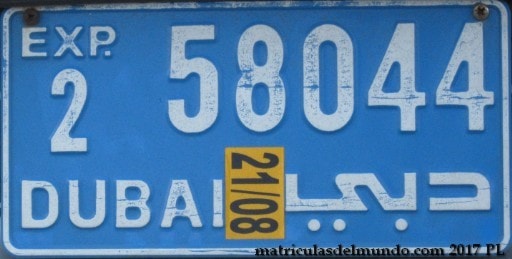 EXP.
2 58044
DUBAI 21/08 دبي
matriculasdelmundo.com 2017 PL